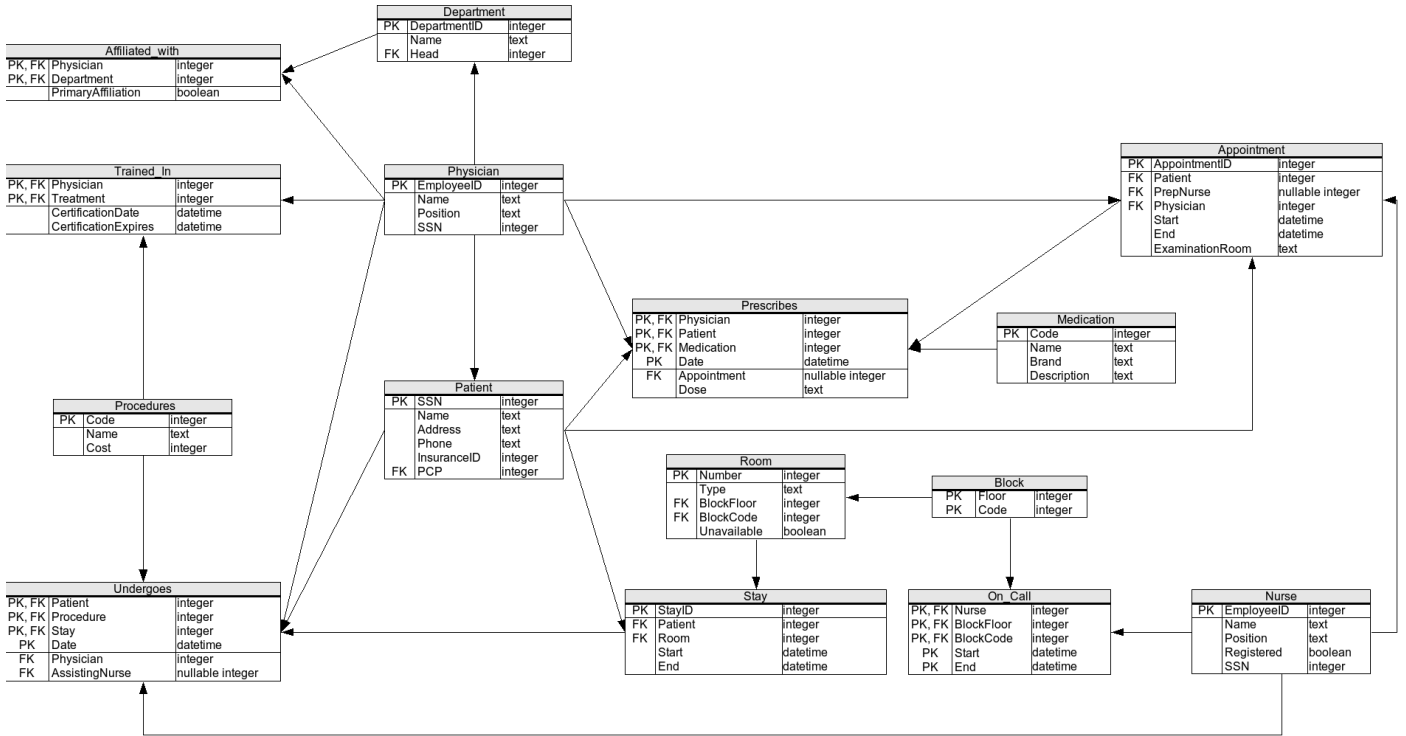 Department
PK DepartmentID integer
Name text
FK Head integer
Affiliated_with
PK, FK Physician integer
PK, FK Department integer
PrimaryAffiliation boolean
Trained_In
PK, FK Physician integer
PK, FK Treatment integer
CertificationDate datetime
CertificationExpires datetime
Physician
PK EmployeeID integer
Name text
Position text
SSN integer
Appointment
PK AppointmentID integer
FK Patient integer
FK PrepNurse nullable integer
FK Physician integer
Start datetime
End datetime
ExaminationRoom text
Prescribes
PK, FK Physician integer
PK, FK Patient integer
PK, FK Medication integer
PK Date datetime
FK Appointment nullable integer
Dose text
Medication
PK Code integer
Name text
Brand text
Description text
Procedures
PK Code integer
Name text
Cost integer
Patient
PK SSN integer
Name text
Address text
Phone text
InsuranceID integer
FK PCP integer
Room
PK Number integer
Type text
FK BlockFloor integer
FK BlockCode integer
Unavailable boolean
Block
PK Floor integer
PK Code integer
Undergoes
PK, FK Patient integer
PK, FK Procedure integer
PK, FK Stay integer
PK Date datetime
FK Physician integer
FK AssistingNurse nullable integer
Stay
PK StayID integer
FK Patient integer
FK Room integer
Start datetime
End datetime
On_Call
PK, FK Nurse integer
PK, FK BlockFloor integer
PK, FK BlockCode integer
PK Start datetime
PK End datetime
Nurse
PK EmployeeID integer
Name text
Position text
Registered boolean
SSN integer